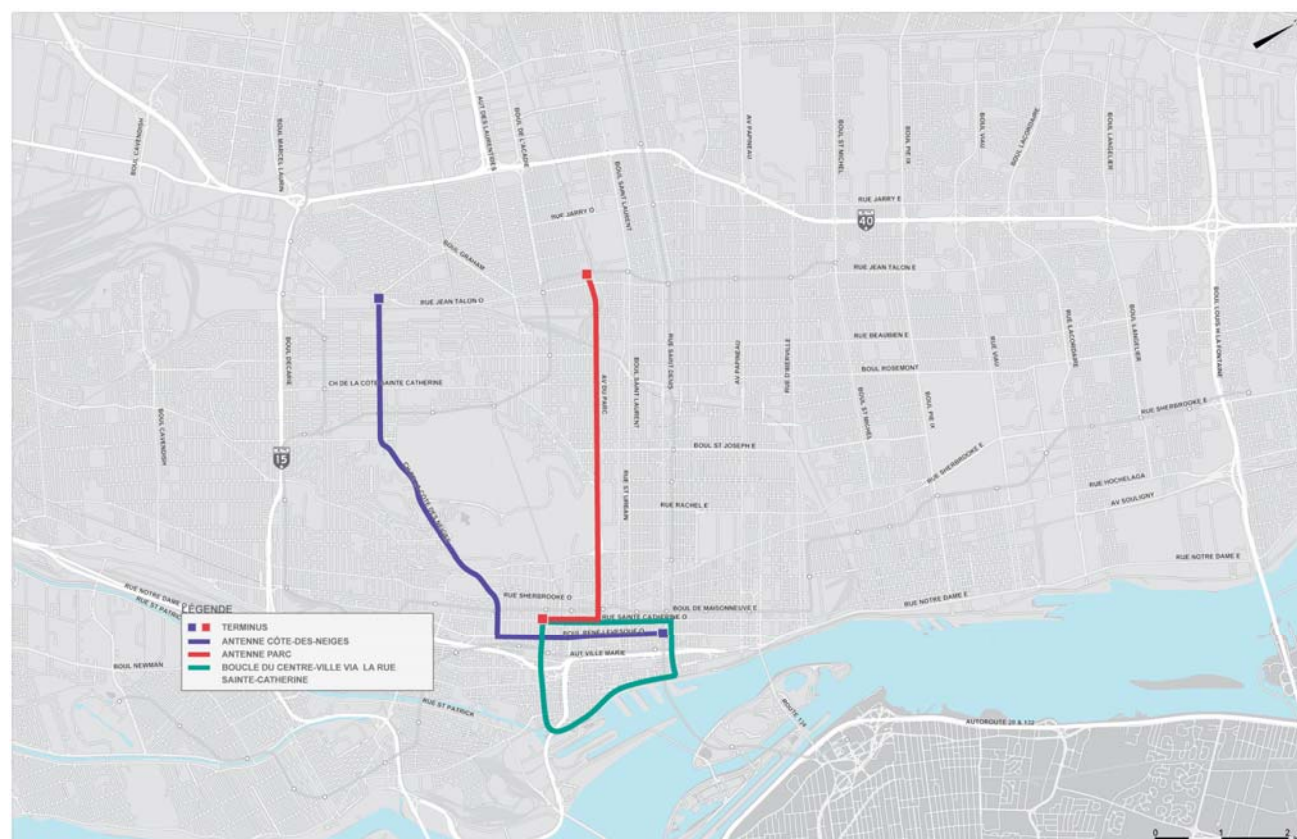 BOUL CAVENDISH
BOUL MARCEL LAURIN
AUT DES LAURENTIDES
BOUL DE L'ACADIE
BOUL SAINT LAURENT
AV PAPINEAU
BOUL ST MICHEL
BOUL PIE IX
BOUL VIAU
BOUL LACORDAIRE
BOUL LANGELIER
RUE JARRY O
RUE JARRY E
40
BOUL GRAHAM
RUE JEAN TALON O
RUE JEAN TALON E
BOUL DECARIE
RUE BEAUBIEN E
BOUL ROSEMONT
CH DE LA CÔTE SAINTE CATHERINE
AV DU PARC
BOUL SAINT LAURENT
RUE SAINT DENIS
AV PAPINEAU
RUE D'IBERVILLE
BOUL ST MICHEL
BOUL PIE IX
RUE VIAU
RUE LACORDAIRE
BOUL LANGELIER
BOUL LOUIS H LA FONTAINE
RUE SHERBROOKE E
BOUL CAVENDISH
15
BOUL ST JOSEPH E
RUE SHERBROOKE E
RUE HOCHELAGA
AV SOULIGNY
RUE ST URBAIN
RUE RACHEL E
RUE NOTRE DAME E
RUE NOTRE DAME E
RUE SHERBROOKE O
BOUL DE MAISONNEUVE E
RUE SAINTE CATHERINE O
BOUL RENÉ LÉVESQUE O
AUT VILLE MARIE
RUE NOTRE DAME
RUE ST PATRICK
BOUL NEWMAN
RUE ST PATRICK
ROUTE 134
AUTOROUTE 20 & 132
LÉGENDE
TERMINUS
ANTENNE CÔTE-DES-NEIGES
ANTENNE PARC
BOUCLE DU CENTRE-VILLE VIA LA RUE
SAINTE-CATHERINE
0 1 2